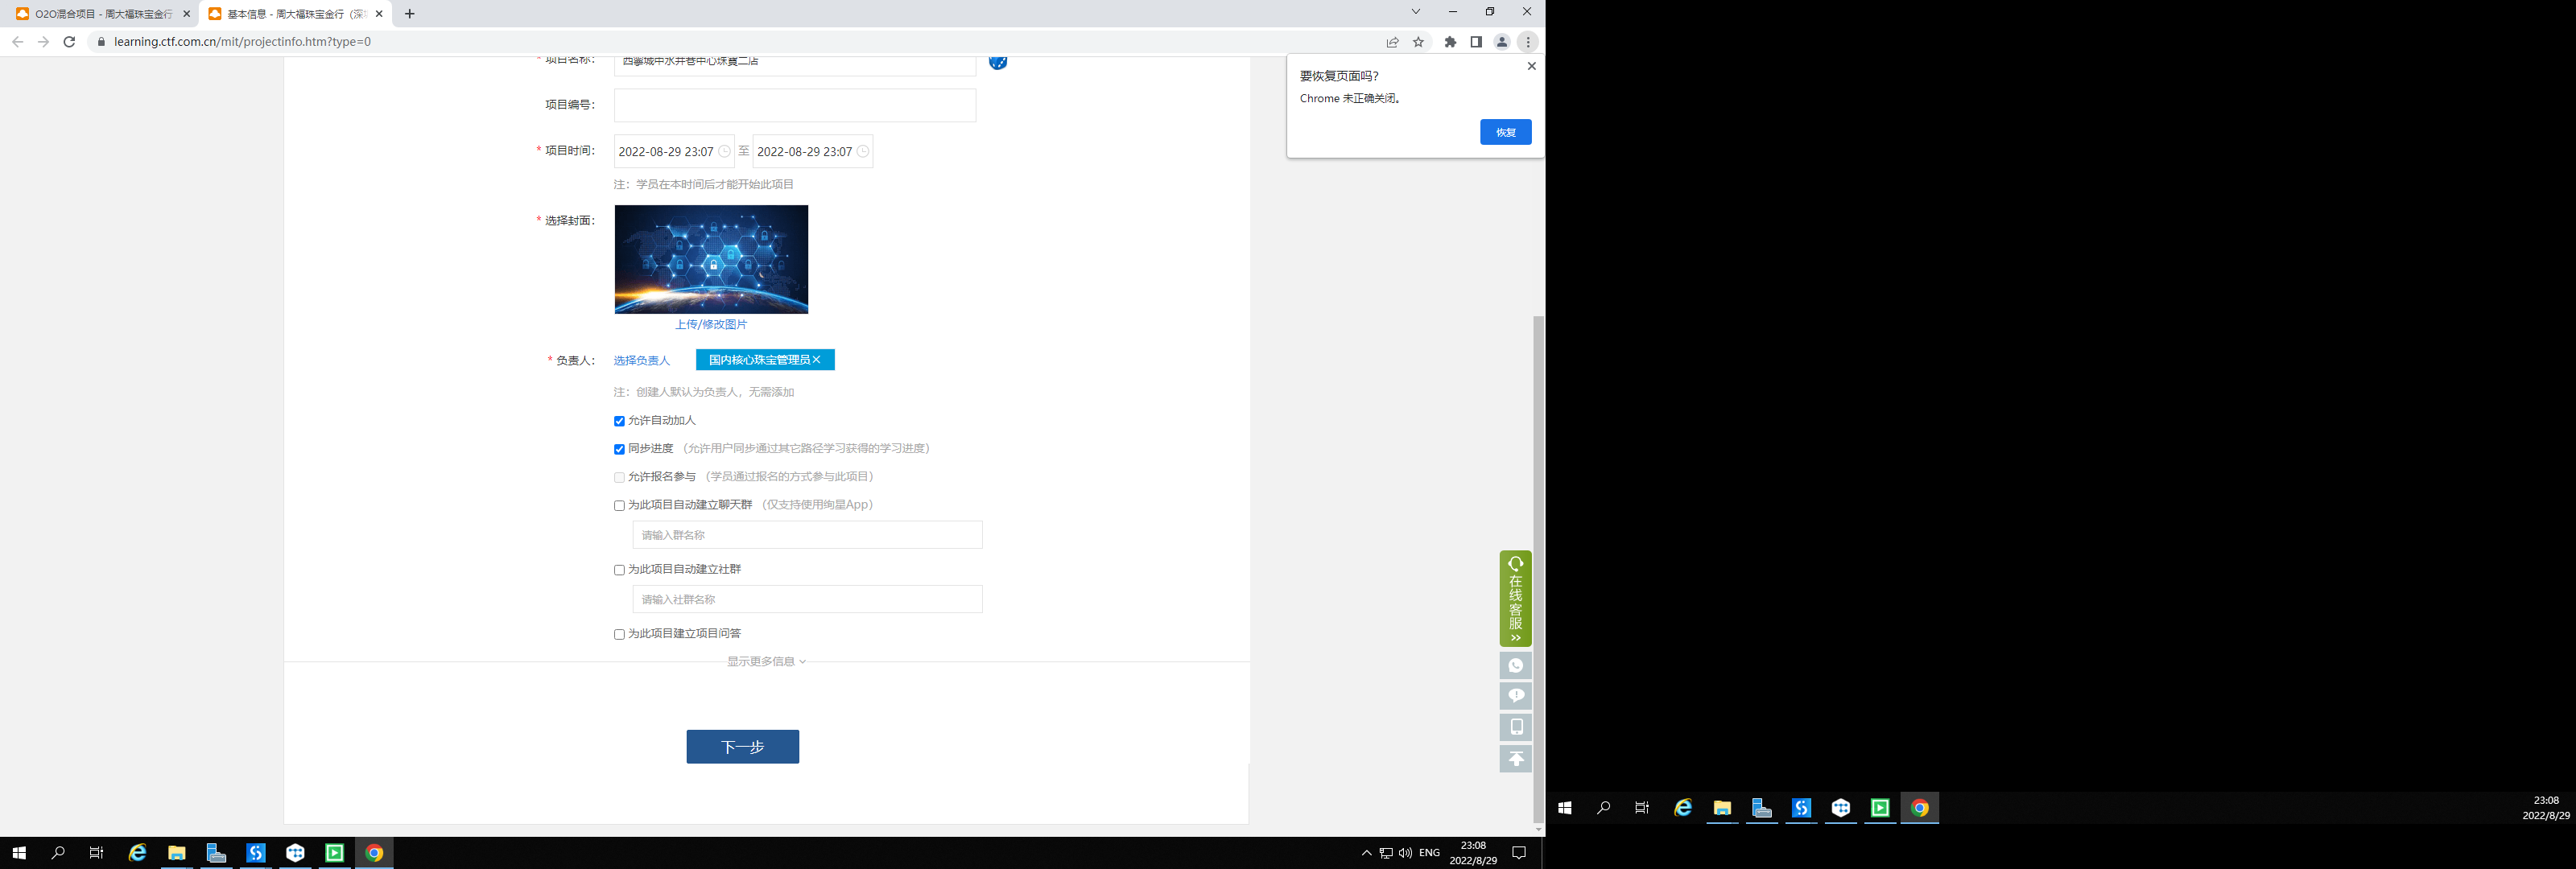 O2O混合项目 - 周大福珠宝金行
基本信息 - 周大福珠宝金行（深
learning.ctf.com.cn/mit/projectinfo.htm?type=0
要恢复页面吗?
Chrome 未正确关闭。
恢复
* 项目名称：
项目编号：
* 项目时间：
2022-08-29 23:07 至 2022-08-29 23:07
注：学员在本时间后才能开始此项目
* 选择封面：
上传/修改图片
* 负责人：
选择负责人
国内核心珠宝管理员×
注：创建人默认为负责人，无需添加
允许自动加人
同步进度 （允许用户同步通过其它路径学习获得的学习进度）
允许报名参与 （学员通过报名的方式参与此项目）
为此项目自动建立聊天群 （仅支持使用绚星App）
请输入群名称
为此项目自动建立社群
请输入社群名称
为此项目建立项目问答
显示更多信息
下一步
在线客服
ENG
23:08
2022/8/29
23:08
2022/8/29